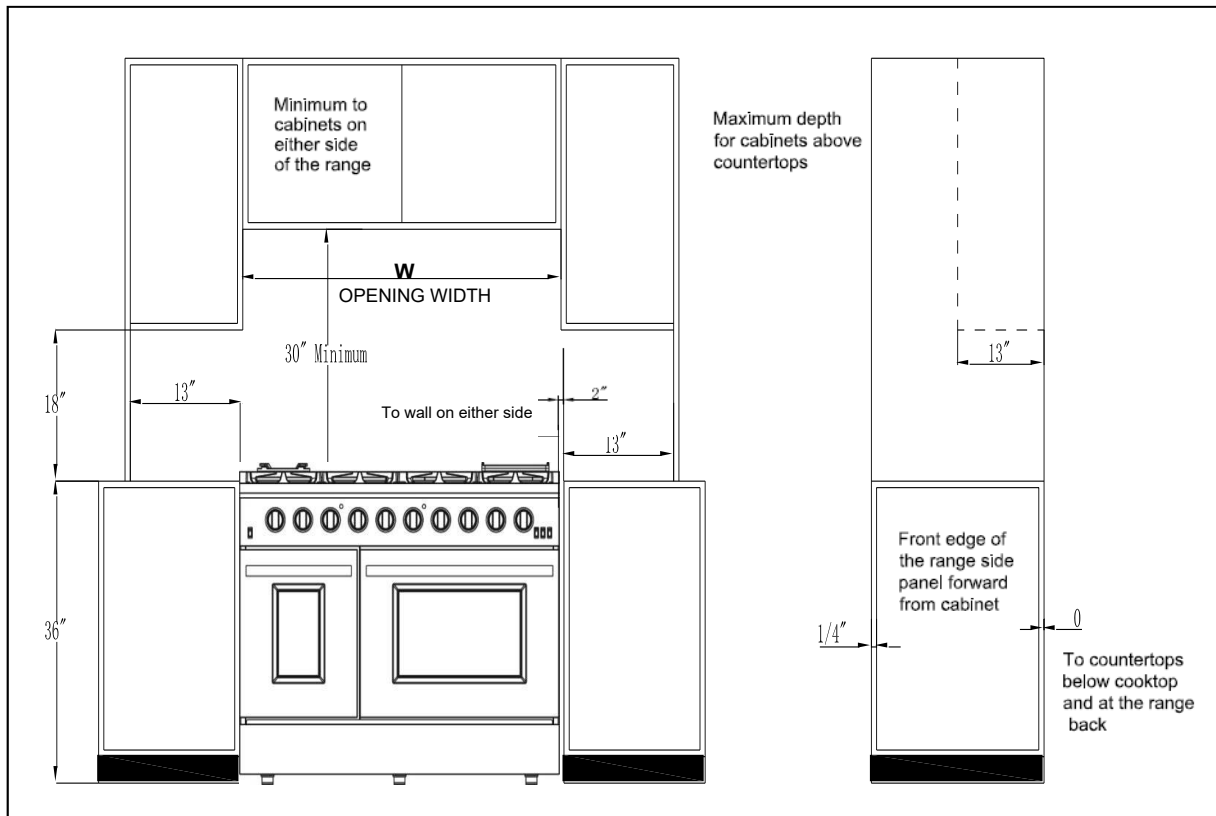 Minimum to
cabinets on
either side
of the range
Maximum depth
for cabinets above
countertops
W
OPENING WIDTH
30" Minimum
13"
18"
13"
2"
To wall on either side
13"
36"
Front edge of
the range side
panel forward
from cabinet
1/4"
0
To countertops
below cooktop
and at the range
back